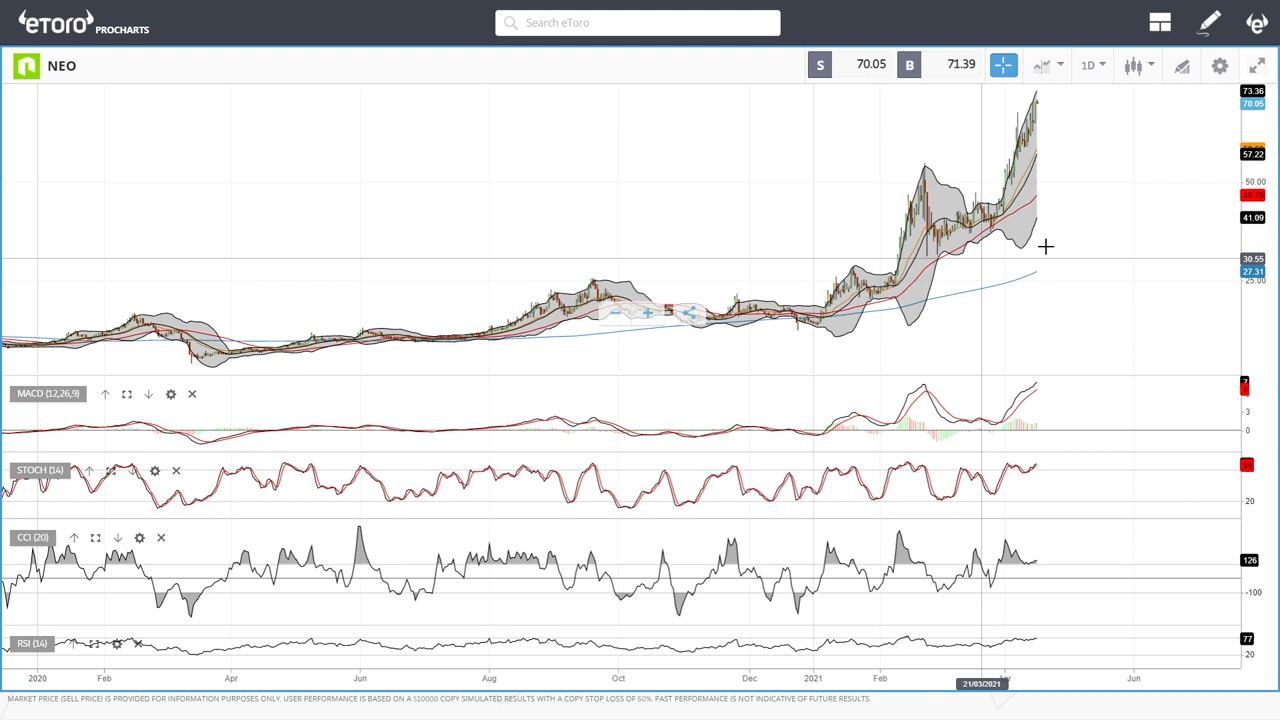 eToro PROCHARTS
Search eToro
NEO
S 70.05 B 71.39
1D
73.36
70.05
57.22
50.00
41.09
30.55
27.31
25.00
MACD (12,26,9)
3
0
STOCH (14)
20
CCI (20)
126
-100
RSI (14)
77
20
2020 Feb Apr Jun Aug Oct Dec 2021 Feb Apr Jun
21/03/2021
MARKET PRICE (SELL PRICE) IS PROVIDED FOR INFORMATION PURPOSES ONLY. USER PERFORMANCE IS BASED ON A $10000 COPY SIMULATED RESULTS WITH A COPY STOP LOSS OF 60%. PAST PERFORMANCE IS NOT INDICATIVE OF FUTURE RESULTS.